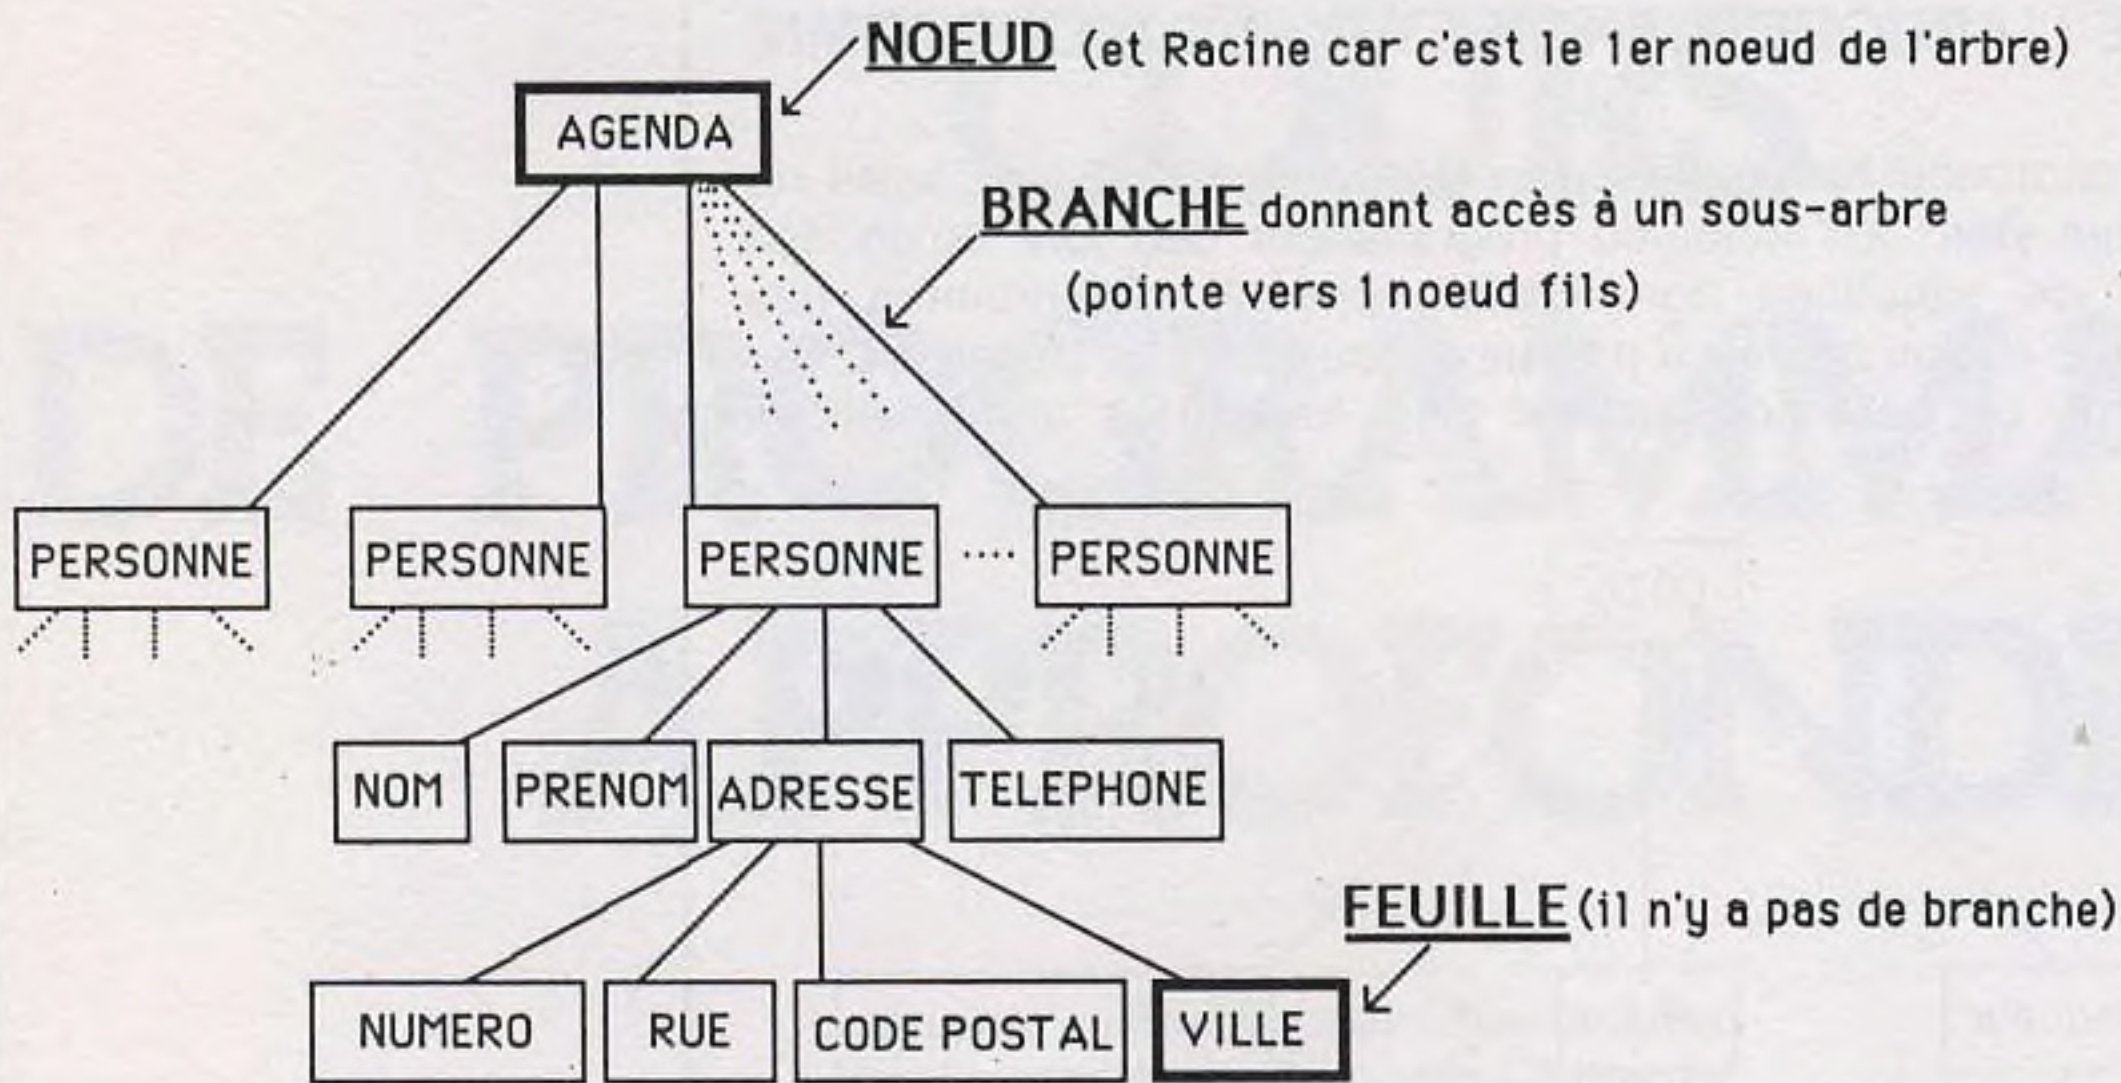 NOEUD (et Racine car c'est le 1er noeud de l'arbre)
AGENDA
BRANCHE donnant accès à un sous-arbre
(pointe vers 1 noeud fils)
PERSONNE PERSONNE PERSONNE .... PERSONNE
NOM PRENOM ADRESSE TELEPHONE
FEUILLE (il n'y a pas de branche)
NUMERO RUE CODE POSTAL VILLE